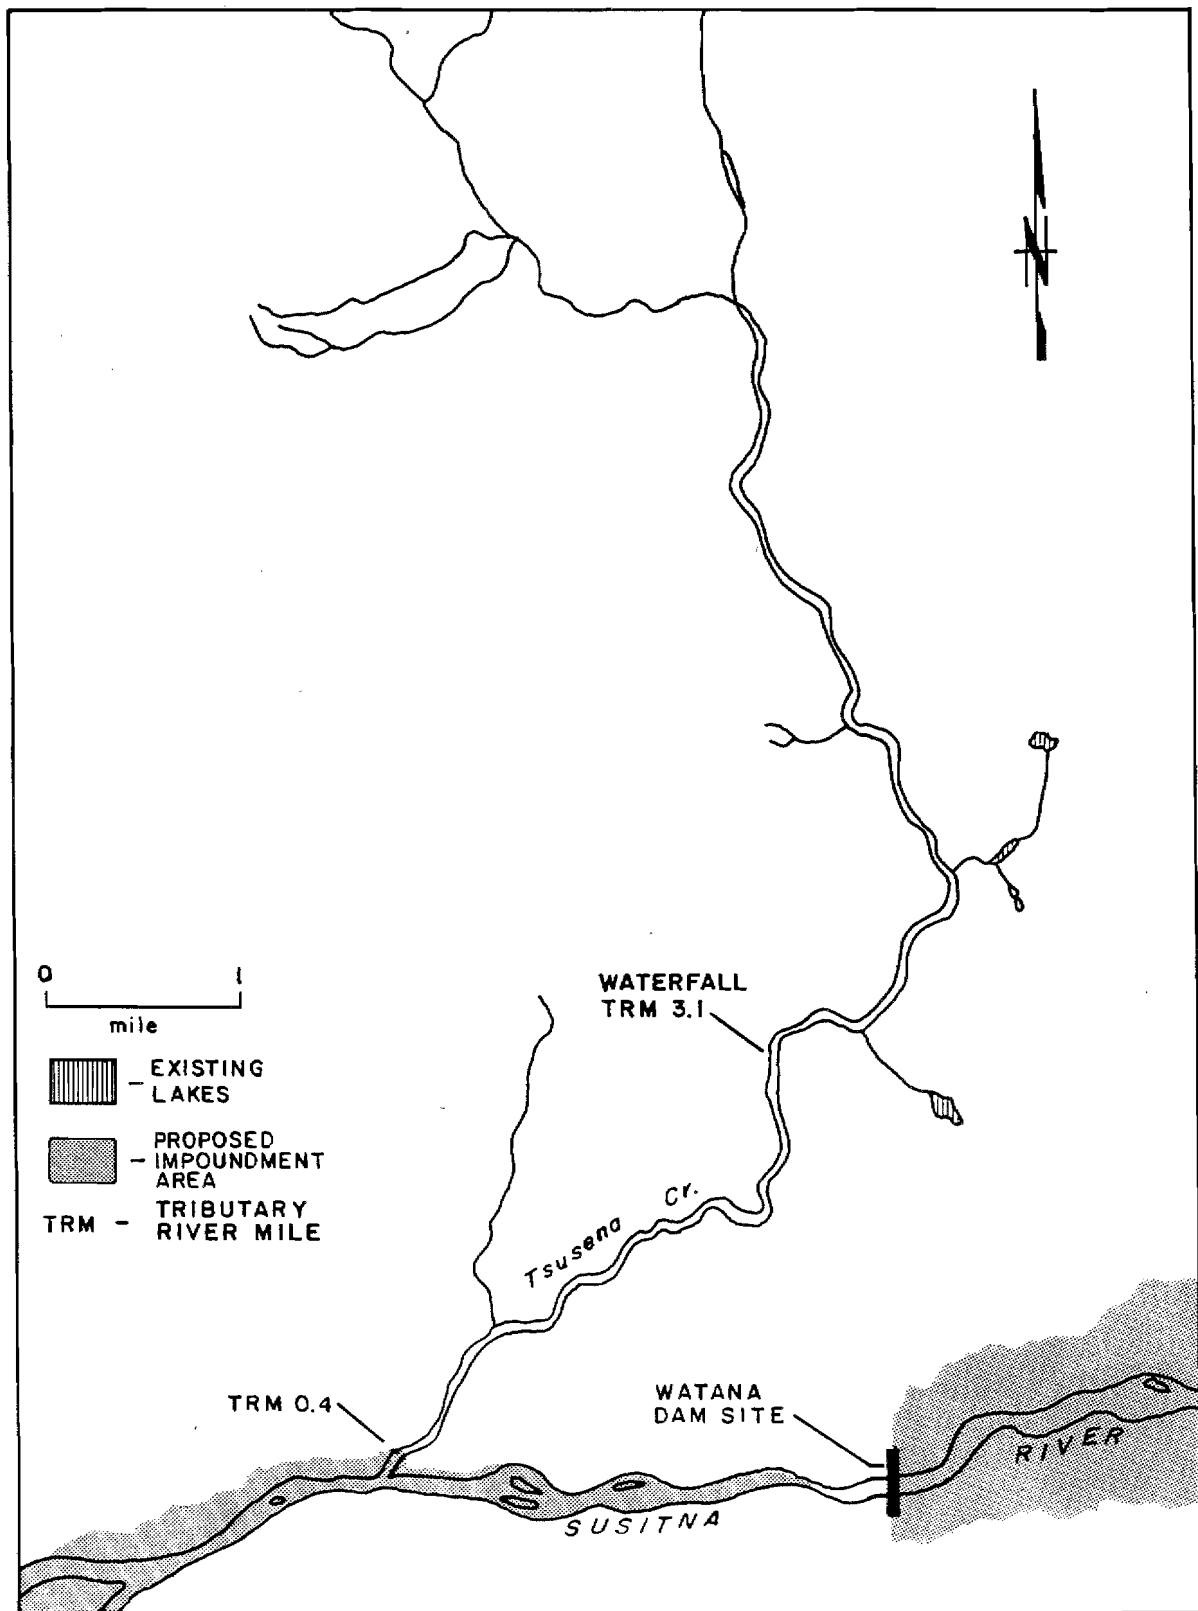 N
0 1
mile
WATERFALL
TRM 3.1
EXISTING
LAKES
PROPOSED
IMPOUNDMENT
AREA
TRM - TRIBUTARY
RIVER MILE
Tsusena Cr.
TRM 0.4
WATANA
DAM SITE
SUSITNA RIVER